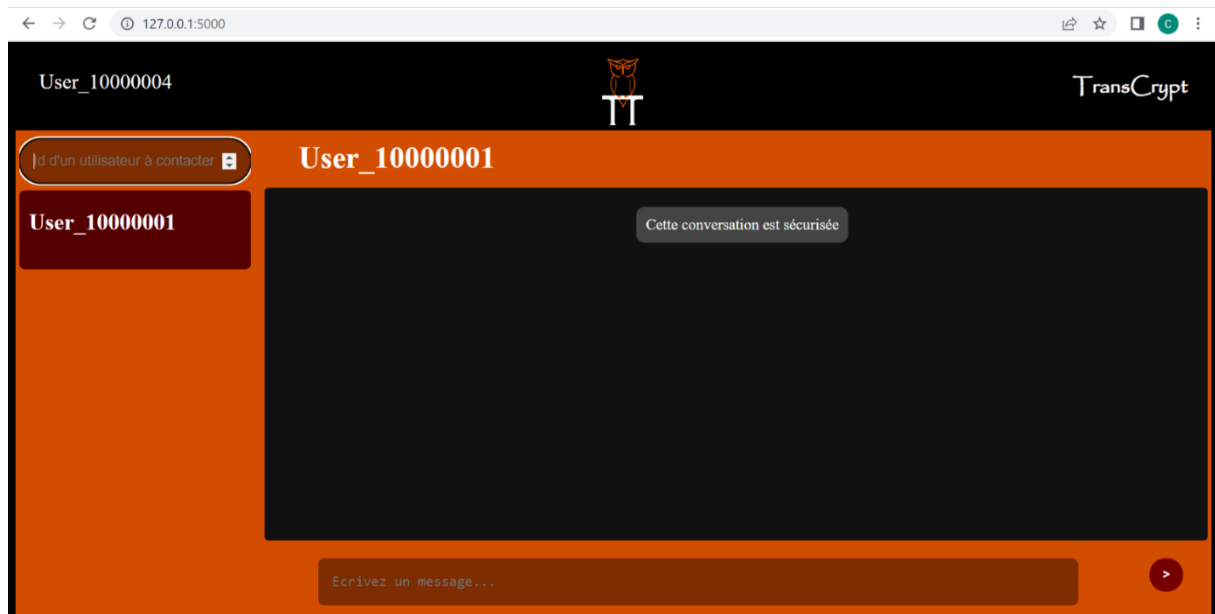 127.0.0.1:5000
C
User_10000004
TT
TransCrypt
Id d'un utilisateur à contacter
User_10000001
User_10000001
Cette conversation est sécurisée
Ecrivez un message...
>